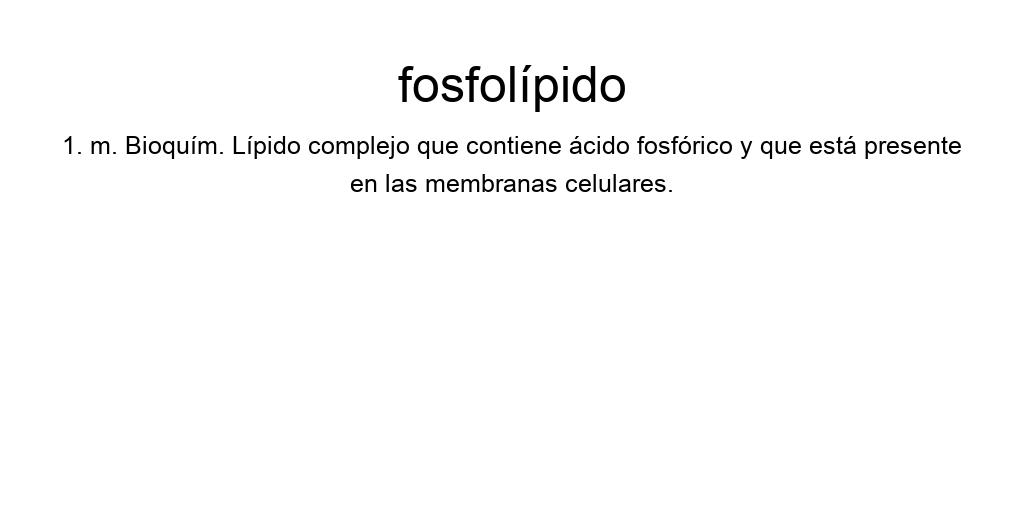 fosfolípido
1. m. Bioquím. Lípido complejo que contiene ácido fosfórico y que está presente
en las membranas celulares.